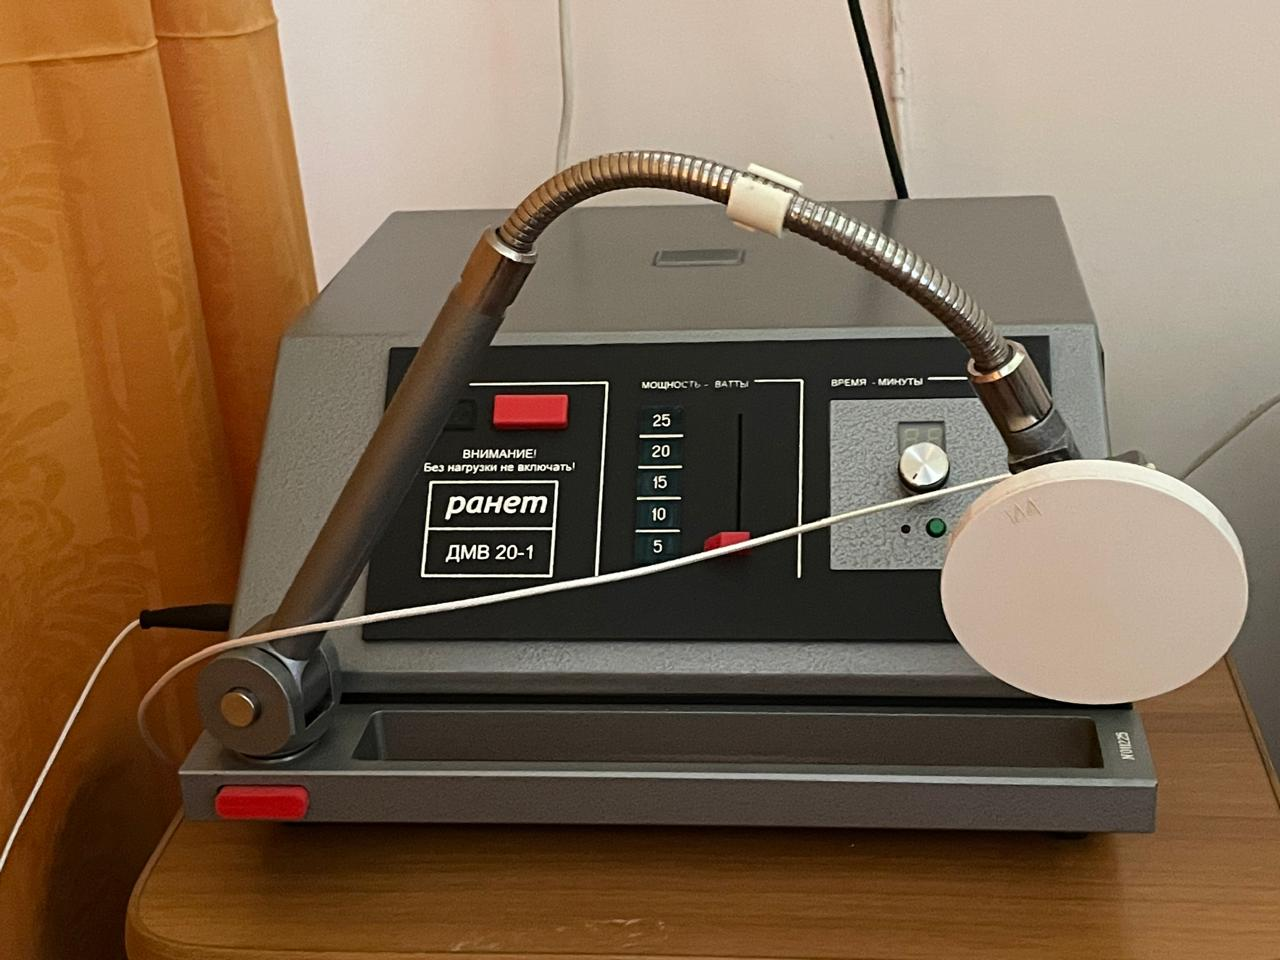 ВНИМАНИЕ!
Без нагрузки не включать!
ранет
ДМВ 20-1
МОЩНОСТЬ - ВАТТЫ
25
20
15
10
5
ВРЕМЯ - МИНУТЫ